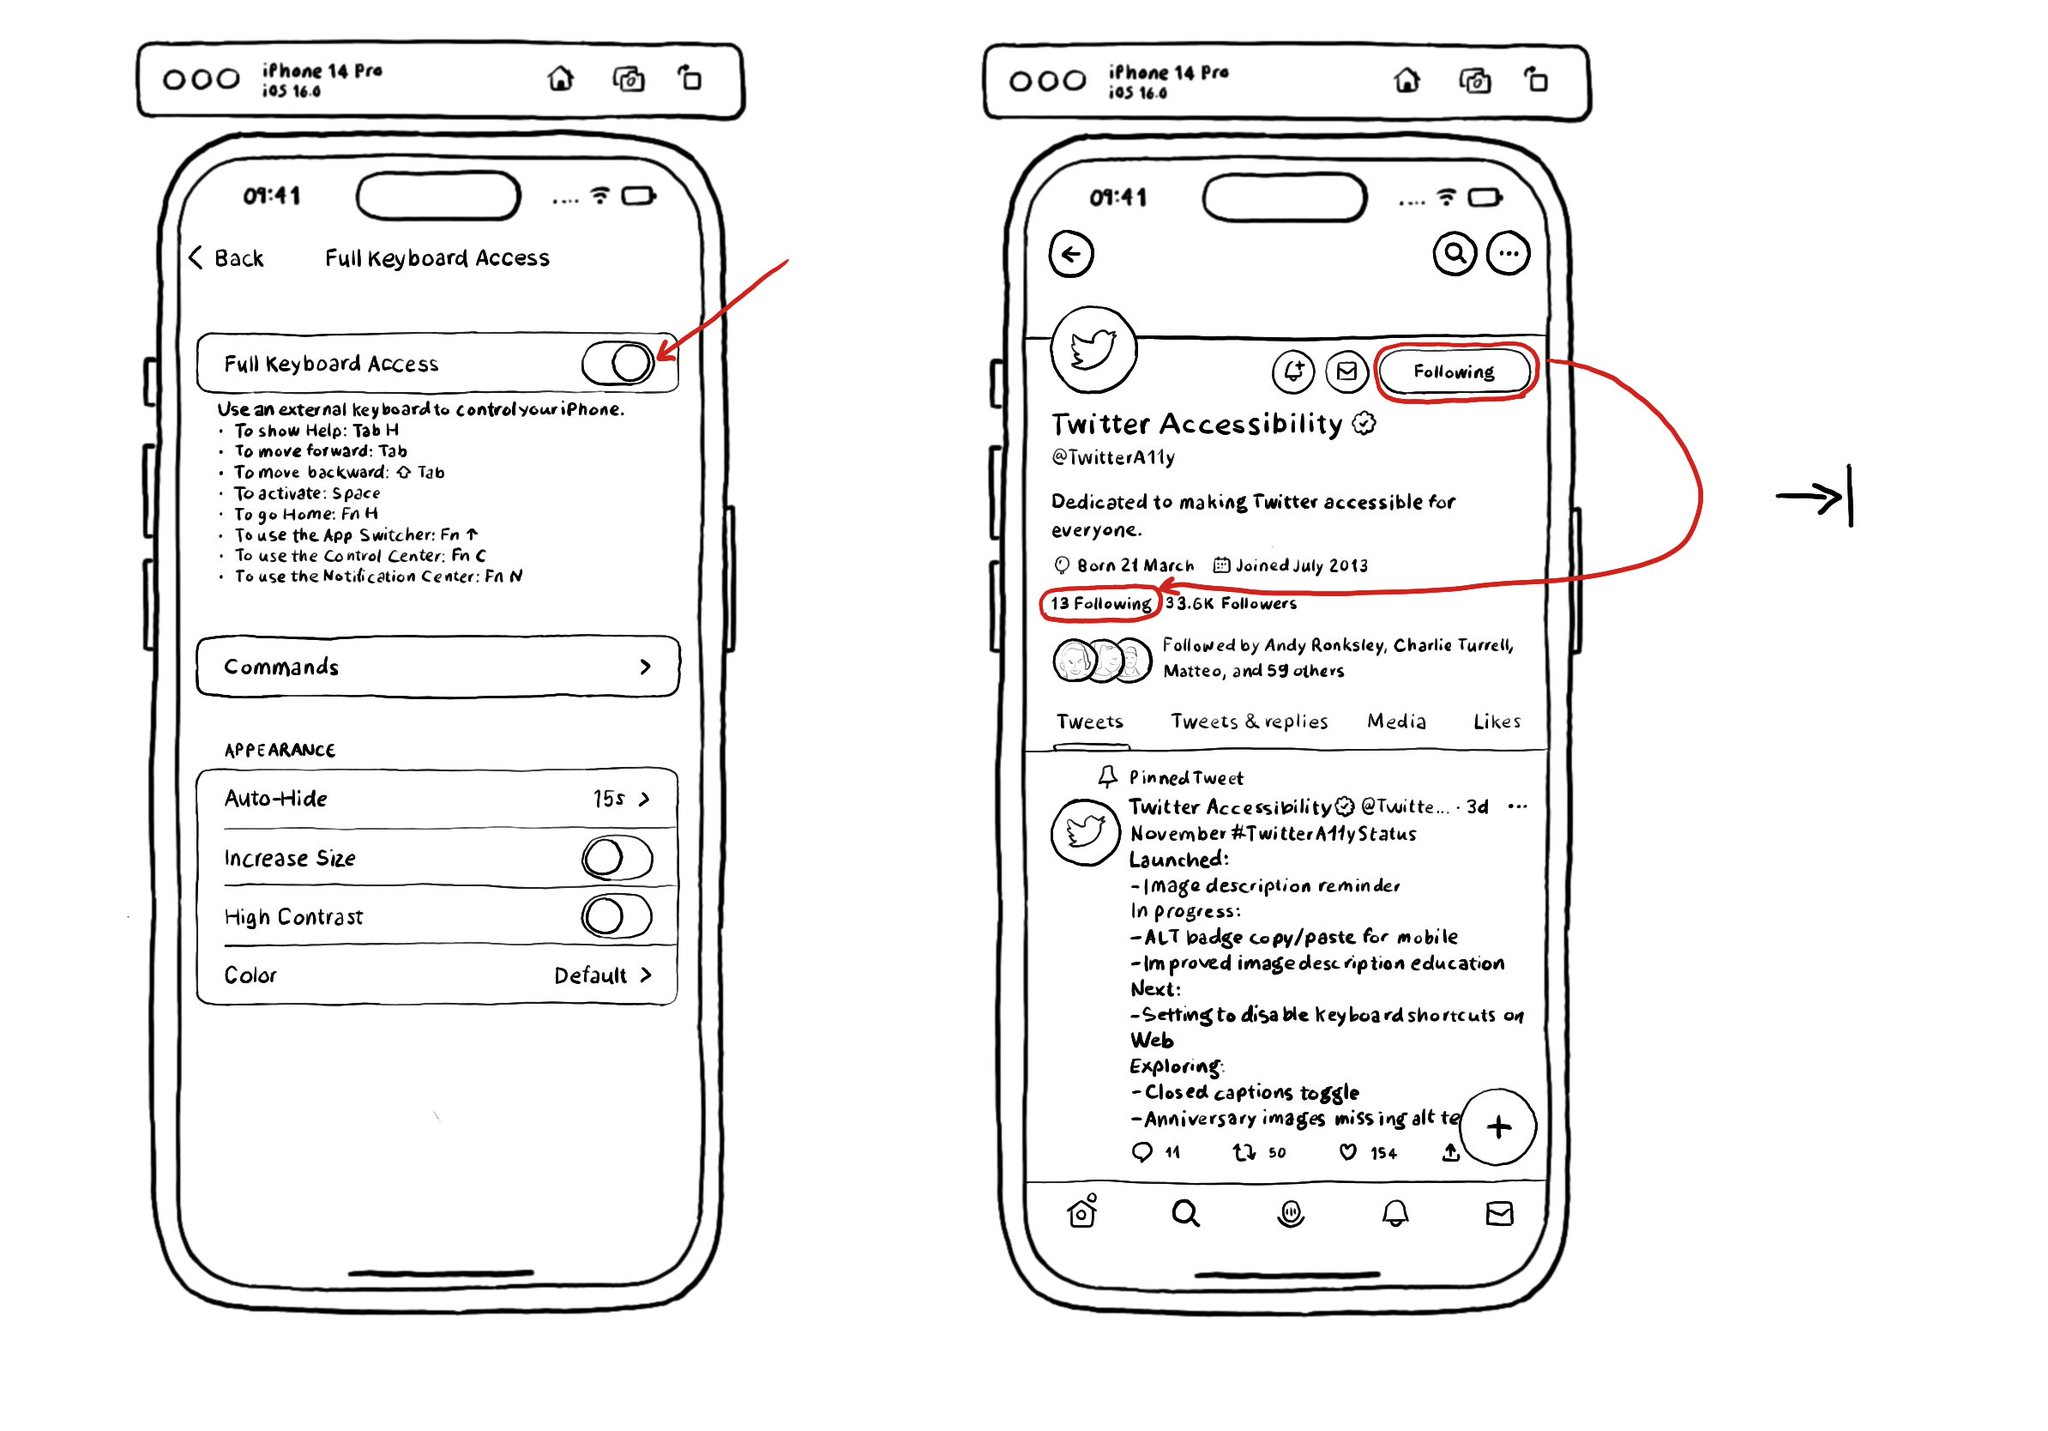 iPhone 14 Pro
iOS 16.0
09:41
Back
Full Keyboard Access
Full Keyboard Access
Use an external keyboard to control your iPhone.
• To show Help: Tab H
• To move forward: Tab
• To move backward: ⇧ Tab
• To activate: Space
• To go Home: Fn H
• To use the App Switcher: Fn ↑
• To use the Control Center: Fn C
• To use the Notification Center: Fn N
Commands
APPEARANCE
Auto-Hide 15s
Increase Size
High Contrast
Color Default
iPhone 14 Pro
iOS 16.0
09:41
Following
Twitter Accessibility
@TwitterA11y
Dedicated to making Twitter accessible for
everyone.
Born 21 March Joined July 2013
13 Following 33.6K Followers
Followed by Andy Ronksley, Charlie Turrell,
Matteo, and 59 others
Tweets Tweets & replies Media Likes
Pinned Tweet
Twitter Accessibility @Twitte... · 3d ...
November #TwitterA11yStatus
Launched:
-Image description reminder
In progress:
-ALT badge copy/paste for mobile
-Improved image description education
Next:
-Setting to disable keyboard shortcuts on
Web
Exploring:
-Closed captions toggle
-Anniversary images missing alt te
11 50 154